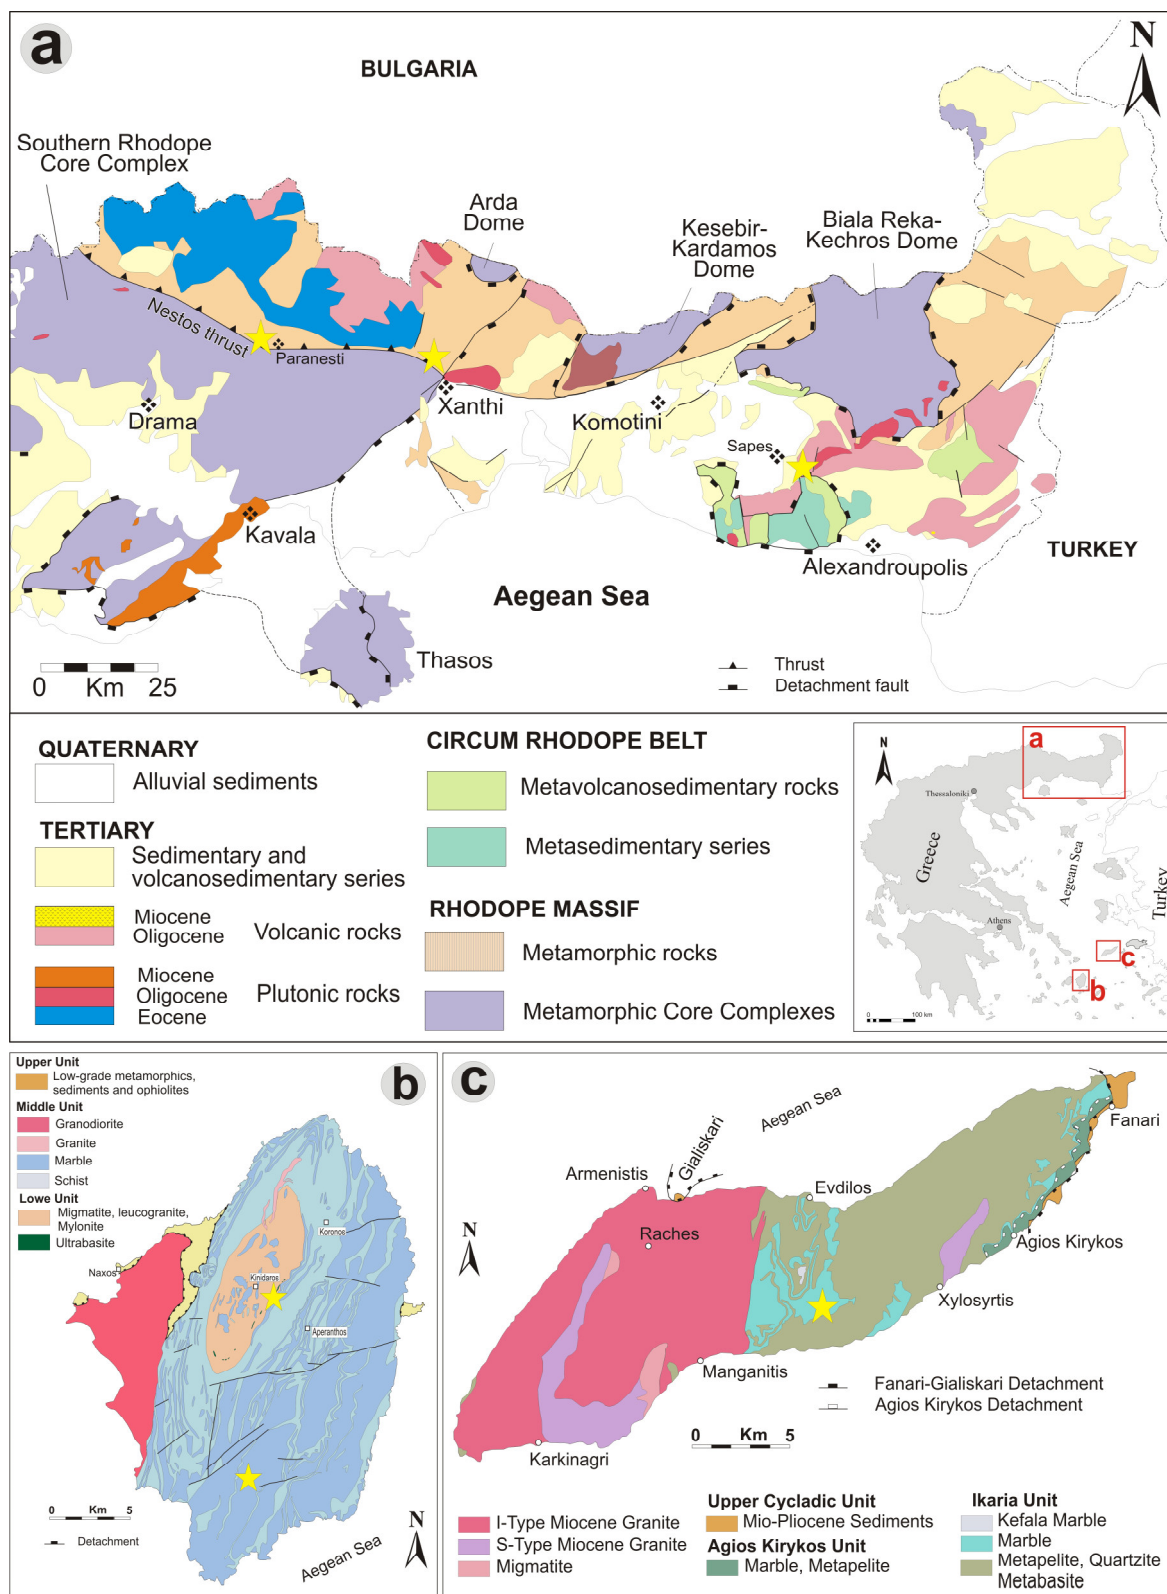 a
BULGARIA
N
Southern Rhodope
Core Complex
Arda
Dome
Kesebir-
Kardamos
Dome
Biala Reka-
Kechros Dome
Nestos thrust
Paranesti
Xanthi
Drama
Komotini
Sapes
Kavala
Alexandroupolis
TURKEY
Aegean Sea
Thasos
0 Km 25
Thrust
Detachment fault
QUATERNARY
Alluvial sediments
TERTIARY
Sedimentary and
volcanosedimentary series
Miocene
Oligocene
Volcanic rocks
Miocene
Oligocene
Eocene
Plutonic rocks
CIRCUM RHODOPE BELT
Metavolcanosedimentary rocks
Metasedimentary series
RHODOPE MASSIF
Metamorphic rocks
Metamorphic Core Complexes
N
a
Thessaloniki
Greece
Aegean Sea
Turkey
Athens
c
b
0 100 km
b
Upper Unit
Low-grade metamorphics,
sediments and ophiolites
Middle Unit
Granodiorite
Granite
Marble
Schist
Lowe Unit
Migmatite, leucogranite,
Mylonite
Ultrabasite
Naxos
Koronos
Kinidaros
Aperanthos
0 Km 5
Detachment
Aegean Sea
N
c
Aegean Sea
Fanari
Gialiskari
Armenistis
Evdilos
N
Raches
Agios Kirykos
Xylosyrtis
Manganitis
Fanari-Gialiskari Detachment
Agios Kirykos Detachment
Karkinagri
0 Km 5
I-Type Miocene Granite
S-Type Miocene Granite
Migmatite
Upper Cycladic Unit
Mio-Pliocene Sediments
Agios Kirykos Unit
Marble, Metapelite
Ikaria Unit
Kefala Marble
Marble
Metapelite, Quartzite
Metabasite